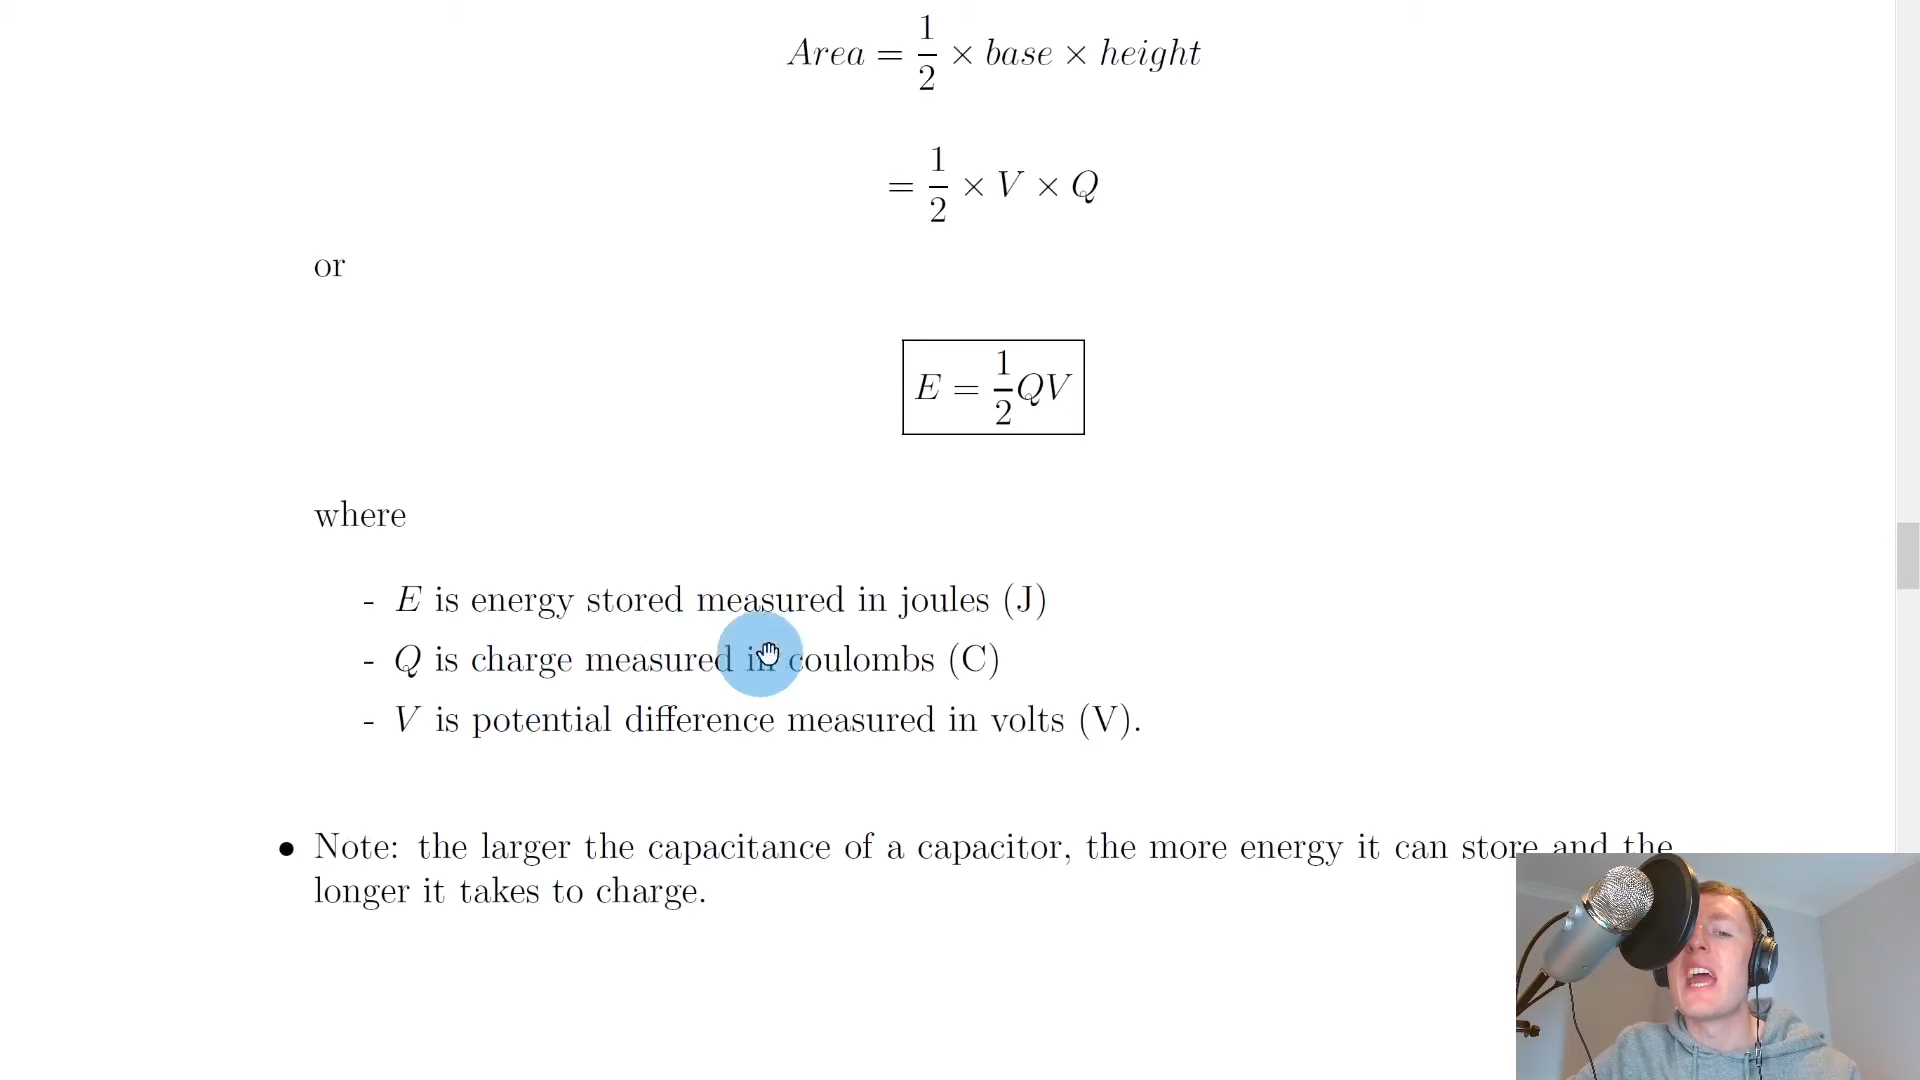 Area = 1/2 × base × height
= 1/2 × V × Q
or
E = 1/2 QV
where
- E is energy stored measured in joules (J)
- Q is charge measured in coulombs (C)
- V is potential difference measured in volts (V).
• Note: the larger the capacitance of a capacitor, the more energy it can store and the
longer it takes to charge.